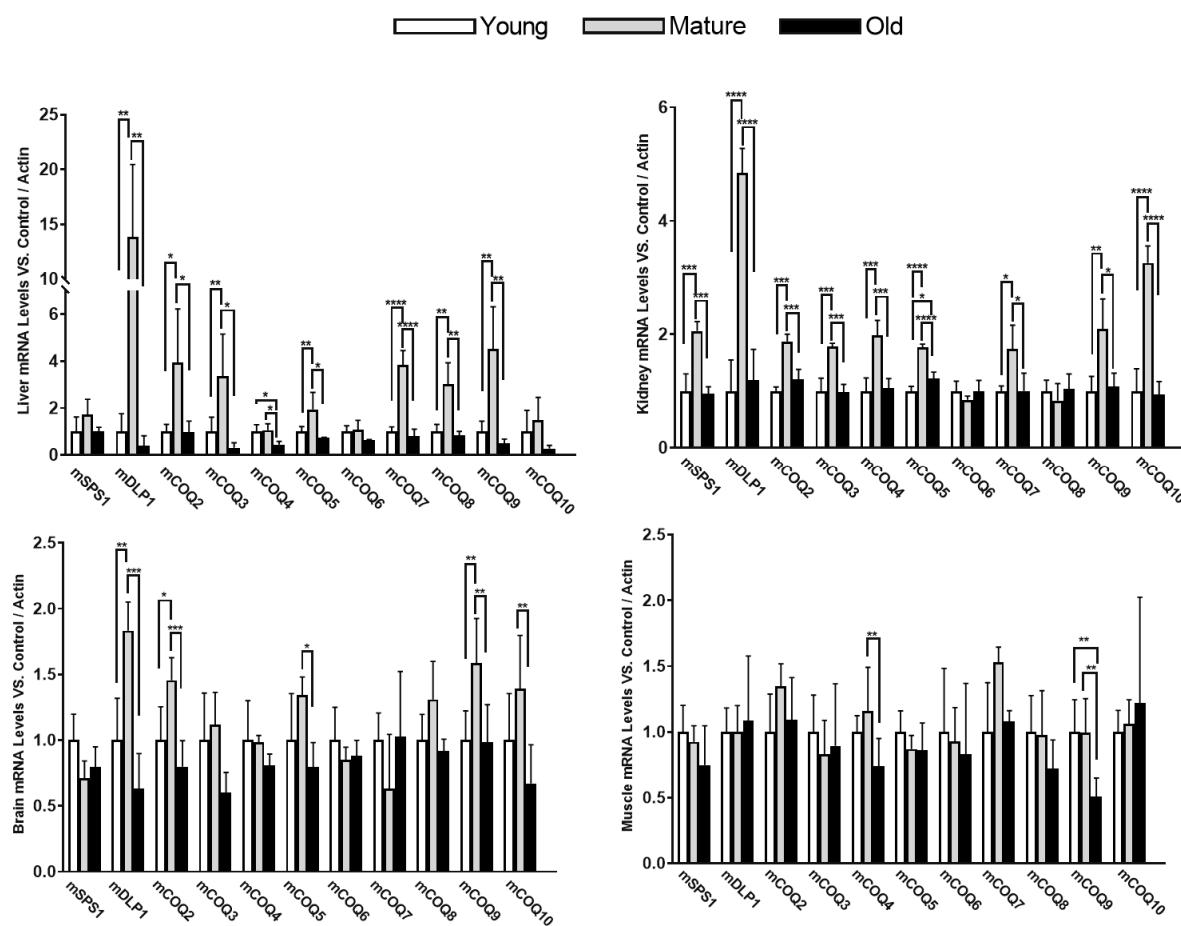 Young Mature Old
Liver mRNA Levels VS. Control / Actin
25
20
15
10
6
4
2
0
** ** * * ** * * * ** * **** **** ** ** ** **
mSPS1 mDLP1 mCOQ2 mCOQ3 mCOQ4 mCOQ5 mCOQ6 mCOQ7 mCOQ8 mCOQ9 mCOQ10
Kidney mRNA Levels VS. Control / Actin
6
4
2
0
*** *** **** **** *** *** *** *** *** *** **** * **** * * ** * **** ****
mSPS1 mDLP1 mCOQ2 mCOQ3 mCOQ4 mCOQ5 mCOQ6 mCOQ7 mCOQ8 mCOQ9 mCOQ10
Brain mRNA Levels VS. Control / Actin
2.5
2.0
1.5
1.0
0.5
0.0
** *** * *** * ** ** **
mSPS1 mDLP1 mCOQ2 mCOQ3 mCOQ4 mCOQ5 mCOQ6 mCOQ7 mCOQ8 mCOQ9 mCOQ10
Muscle mRNA Levels VS. Control / Actin
2.5
2.0
1.5
1.0
0.5
0.0
** ** **
mSPS1 mDLP1 mCOQ2 mCOQ3 mCOQ4 mCOQ5 mCOQ6 mCOQ7 mCOQ8 mCOQ9 mCOQ10